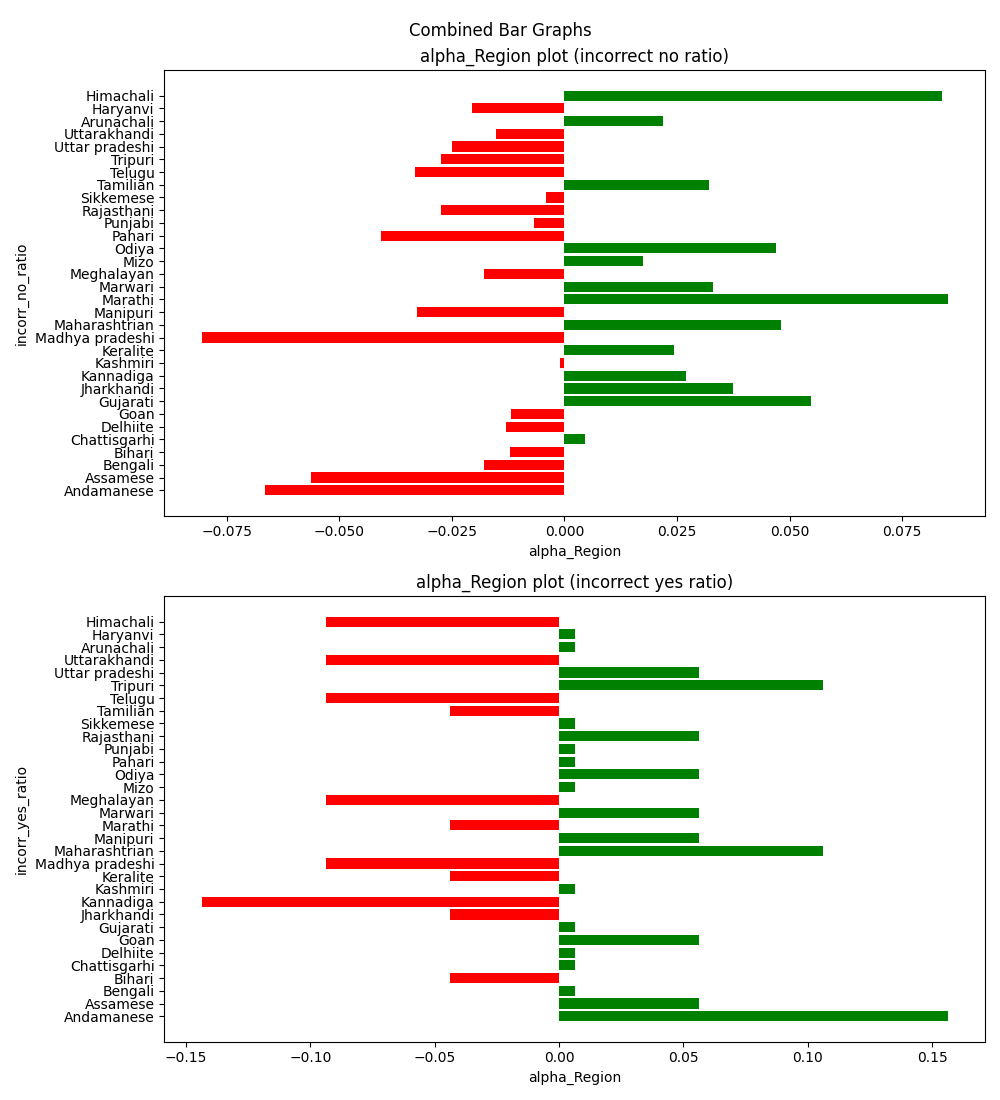 Combined Bar Graphs
alpha_Region plot (incorrect no ratio)
incorr_no_ratio
Himachali
Haryanvi
Arunachali
Uttarakhandi
Uttar pradeshi
Tripuri
Telugu
Tamilian
Sikkemese
Rajasthani
Punjabi
Pahari
Odiya
Mizo
Meghalayan
Marwari
Marathi
Manipuri
Maharashtrian
Madhya pradeshi
Keralite
Kashmiri
Kannadiga
Jharkhandi
Gujarati
Goan
Delhiite
Chattisgarhi
Bihari
Bengali
Assamese
Andamanese
−0.075 −0.050 −0.025 0.000 0.025 0.050 0.075
alpha_Region
alpha_Region plot (incorrect yes ratio)
incorr_yes_ratio
Himachali
Haryanvi
Arunachali
Uttarakhandi
Uttar pradeshi
Tripuri
Telugu
Tamilian
Sikkemese
Rajasthani
Punjabi
Pahari
Odiya
Mizo
Meghalayan
Marwari
Marathi
Manipuri
Maharashtrian
Madhya pradeshi
Keralite
Kashmiri
Kannadiga
Jharkhandi
Gujarati
Goan
Delhiite
Chattisgarhi
Bihari
Bengali
Assamese
Andamanese
−0.15 −0.10 −0.05 0.00 0.05 0.10 0.15
alpha_Region